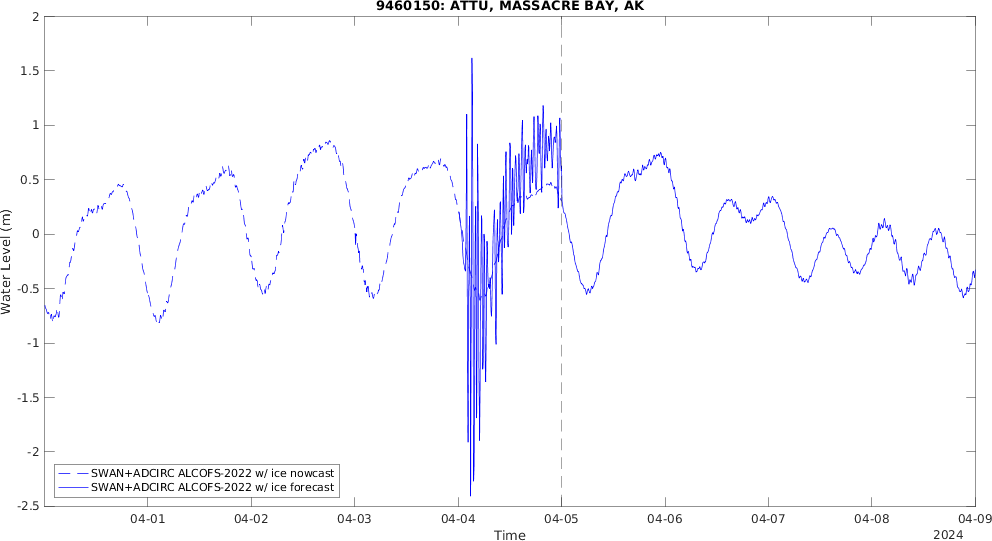 9460150: ATTU, MASSACRE BAY, AK
2
1.5
1
0.5
0
-0.5
-1
-1.5
-2
-2.5
Water Level (m)
SWAN+ADCIRC ALCOFS-2022 w/ ice nowcast
SWAN+ADCIRC ALCOFS-2022 w/ ice forecast
04-01 04-02 04-03 04-04 04-05 04-06 04-07 04-08 04-09
Time
2024